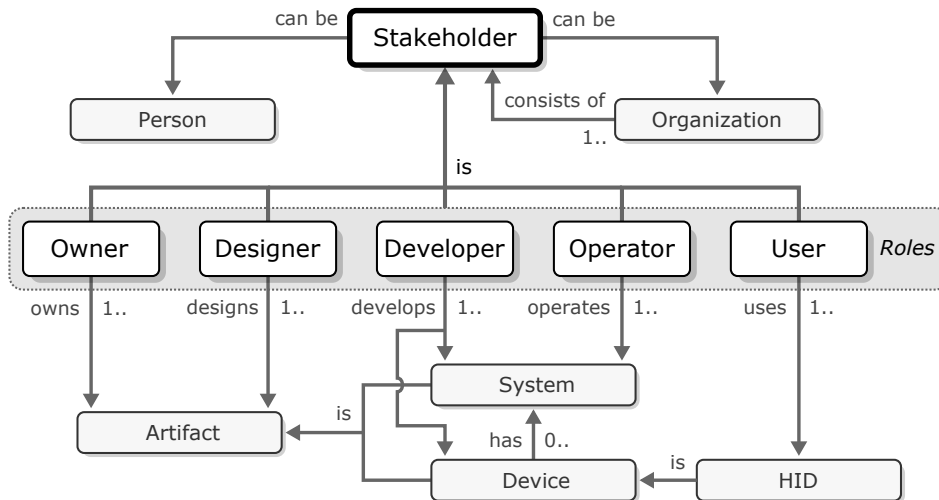 can be
Stakeholder
can be
Person
consists of
1..
Organization
is
Owner
Designer
Developer
Operator
User
Roles
owns
1..
designs
1..
develops
1..
operates
1..
uses
1..
System
Artifact
is
has
0..
Device
is
HID